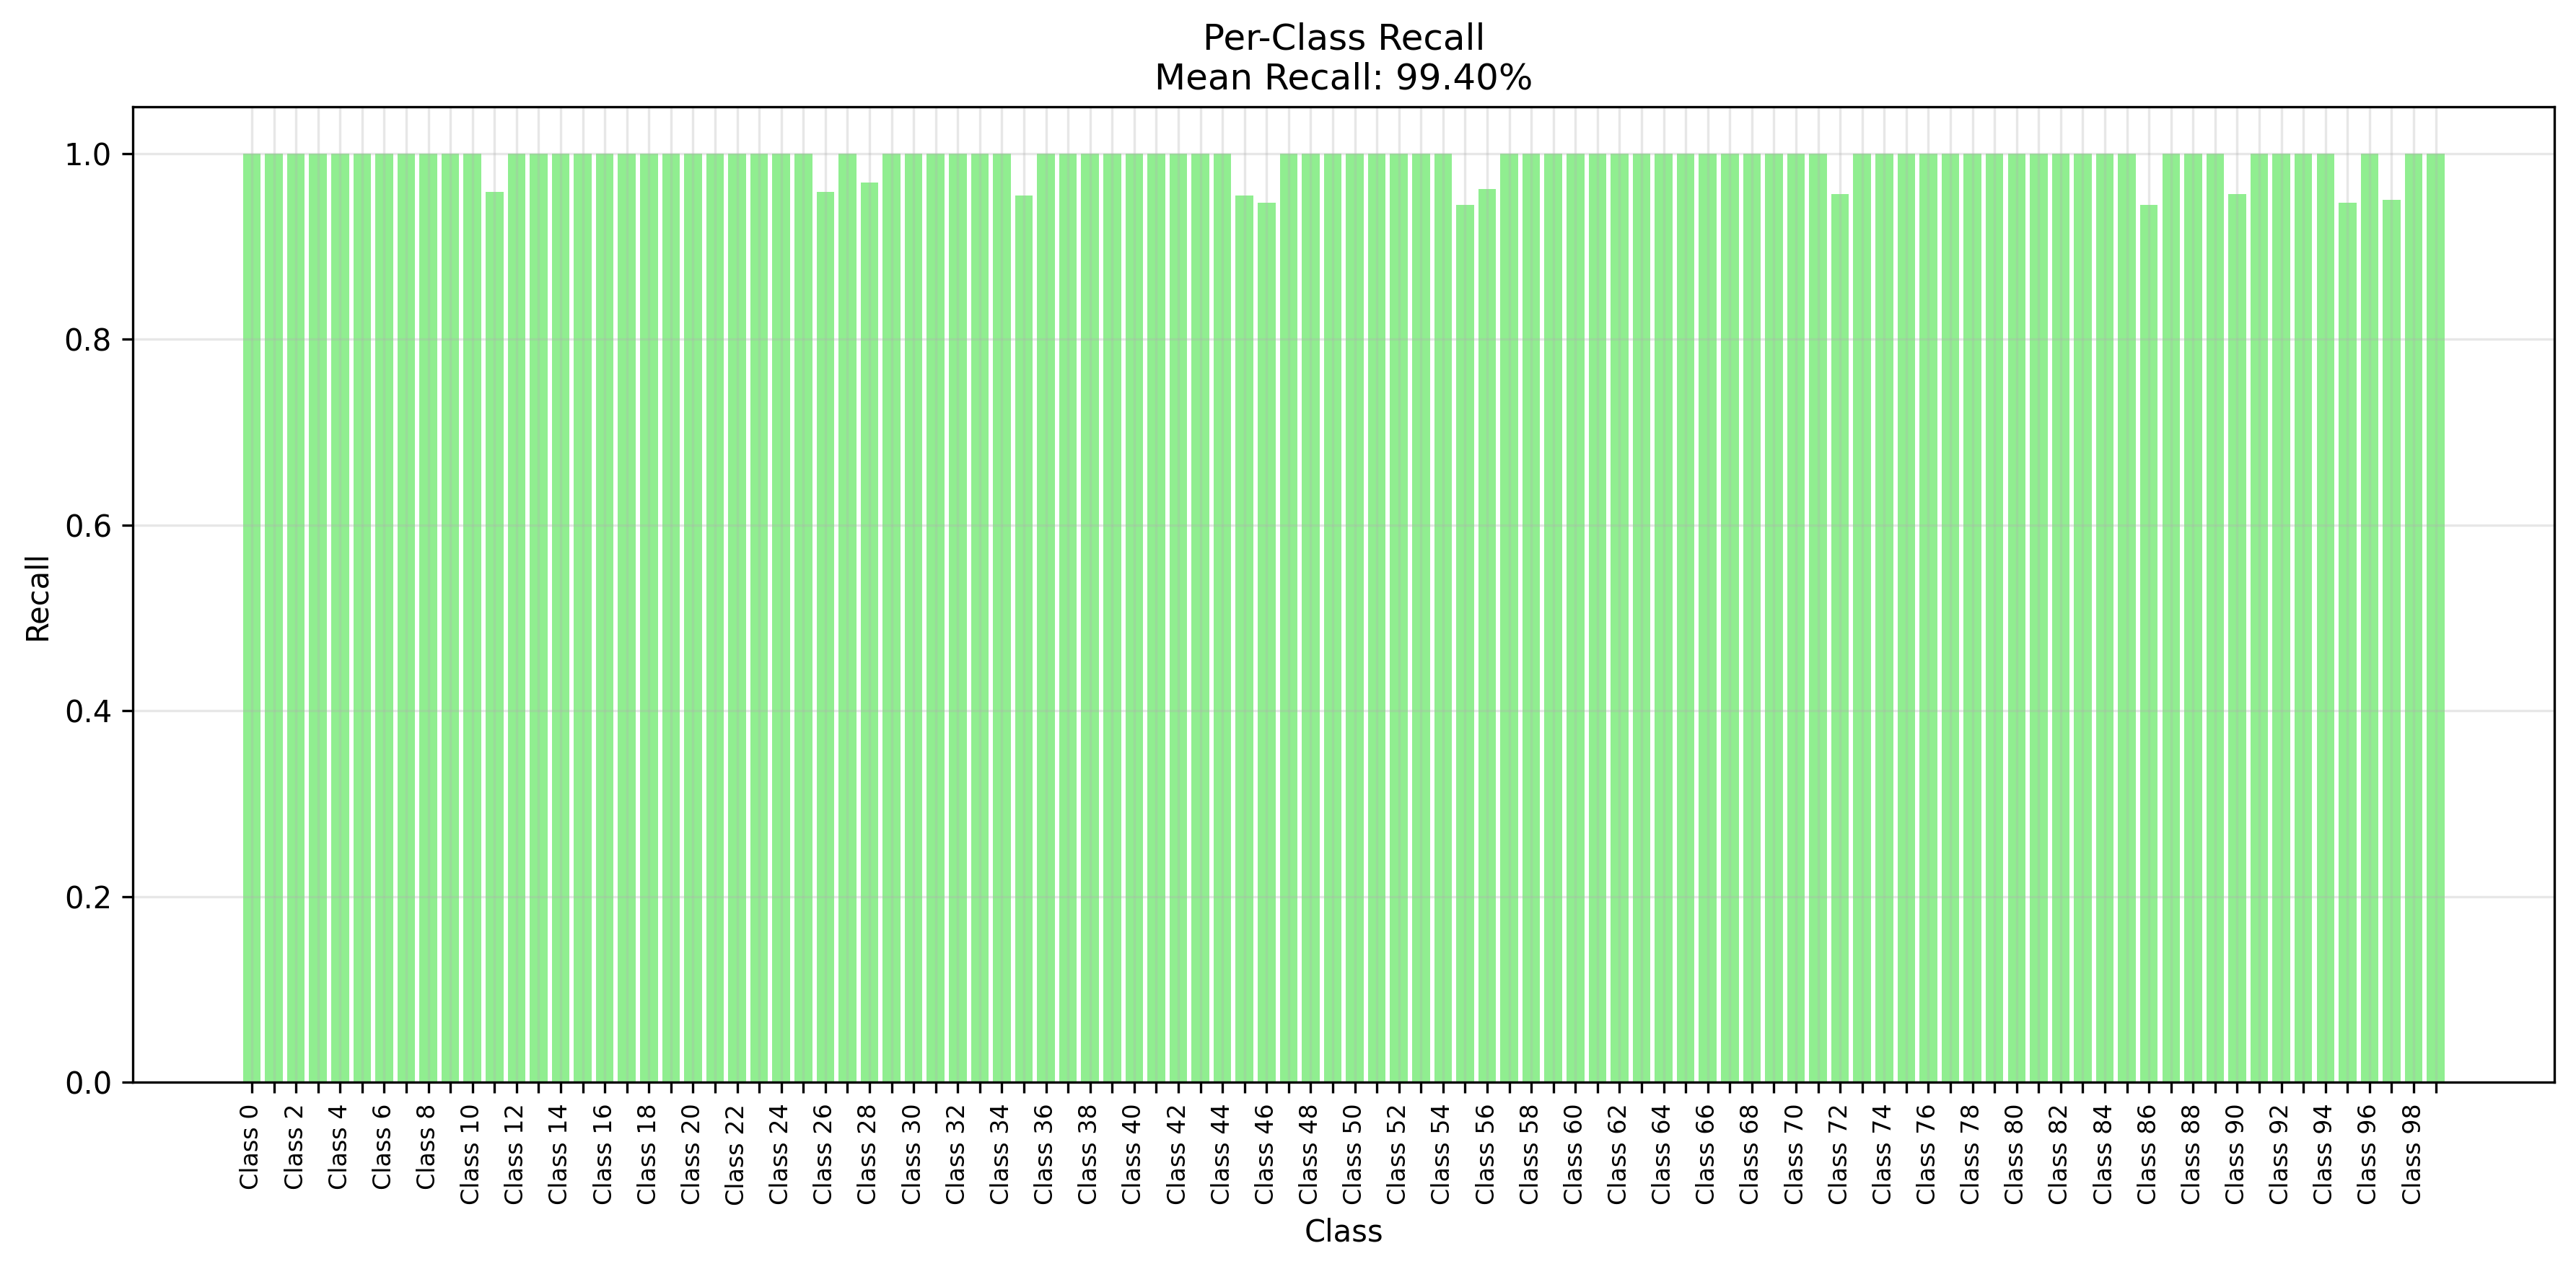 Per-Class Recall
Mean Recall: 99.40%
1.0
0.8
0.6
0.4
0.2
0.0
Recall
Class 0
Class 2
Class 4
Class 6
Class 8
Class 10
Class 12
Class 14
Class 16
Class 18
Class 20
Class 22
Class 24
Class 26
Class 28
Class 30
Class 32
Class 34
Class 36
Class 38
Class 40
Class 42
Class 44
Class 46
Class 48
Class 50
Class 52
Class 54
Class 56
Class 58
Class 60
Class 62
Class 64
Class 66
Class 68
Class 70
Class 72
Class 74
Class 76
Class 78
Class 80
Class 82
Class 84
Class 86
Class 88
Class 90
Class 92
Class 94
Class 96
Class 98
Class